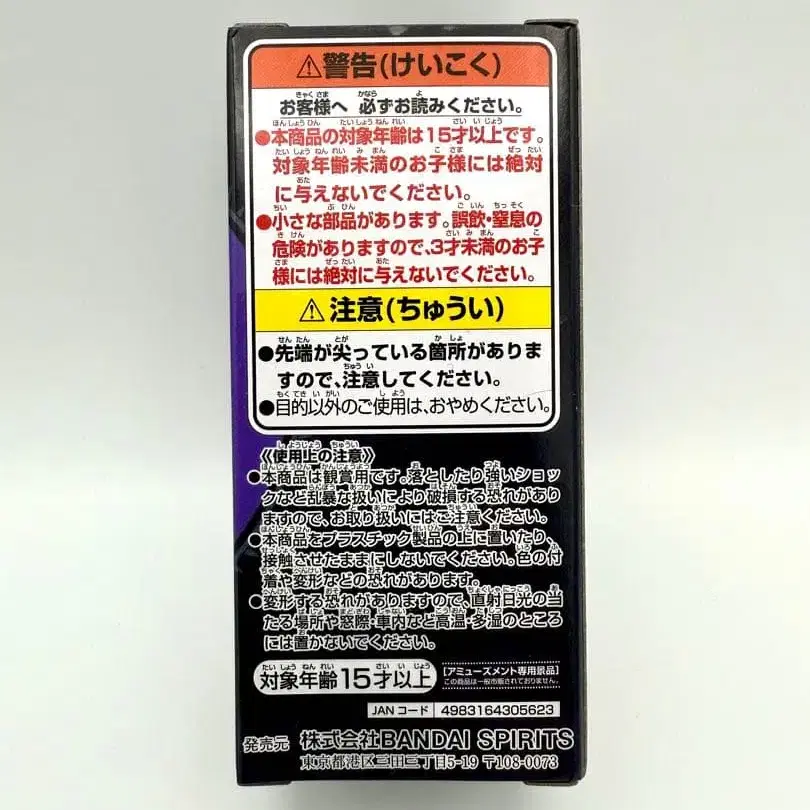 ⚠警告(けいこく)
お客様へ 必ずお読みください。
●本商品の対象年齢は15才以上です。
対象年齢未満のお子様には絶対
に与えないでください。
●小さな部品があります。誤飲・窒息の
危険がありますので、3才未満のお子
様には絶対に与えないでください。
⚠注意(ちゅうい)
●先端が尖っている箇所がありま
すので、注意してください。
●目的以外のご使用は、おやめください。
《使用上の注意》
●本商品は観賞用です。落としたり強いショッ
クなど乱暴な扱いにより破損する恐れがあり
ますので、お取り扱いにはご注意ください。
●本商品をプラスチック製品の上に置いたり、
接触させたままにしないでください。色の付
着や変形などの恐れがあります。
●変形する恐れがありますので、直射日光の当
たる場所や窓際・車内など高温・多湿のところ
には置かないでください。
対象年齢15才以上
[アミューズメント専用景品]
この商品は一般市販されておりません。
JANコード 4983164305623
発売元 株式会社BANDAI SPIRITS
東京都港区三田三丁目5-19 〒108-0073